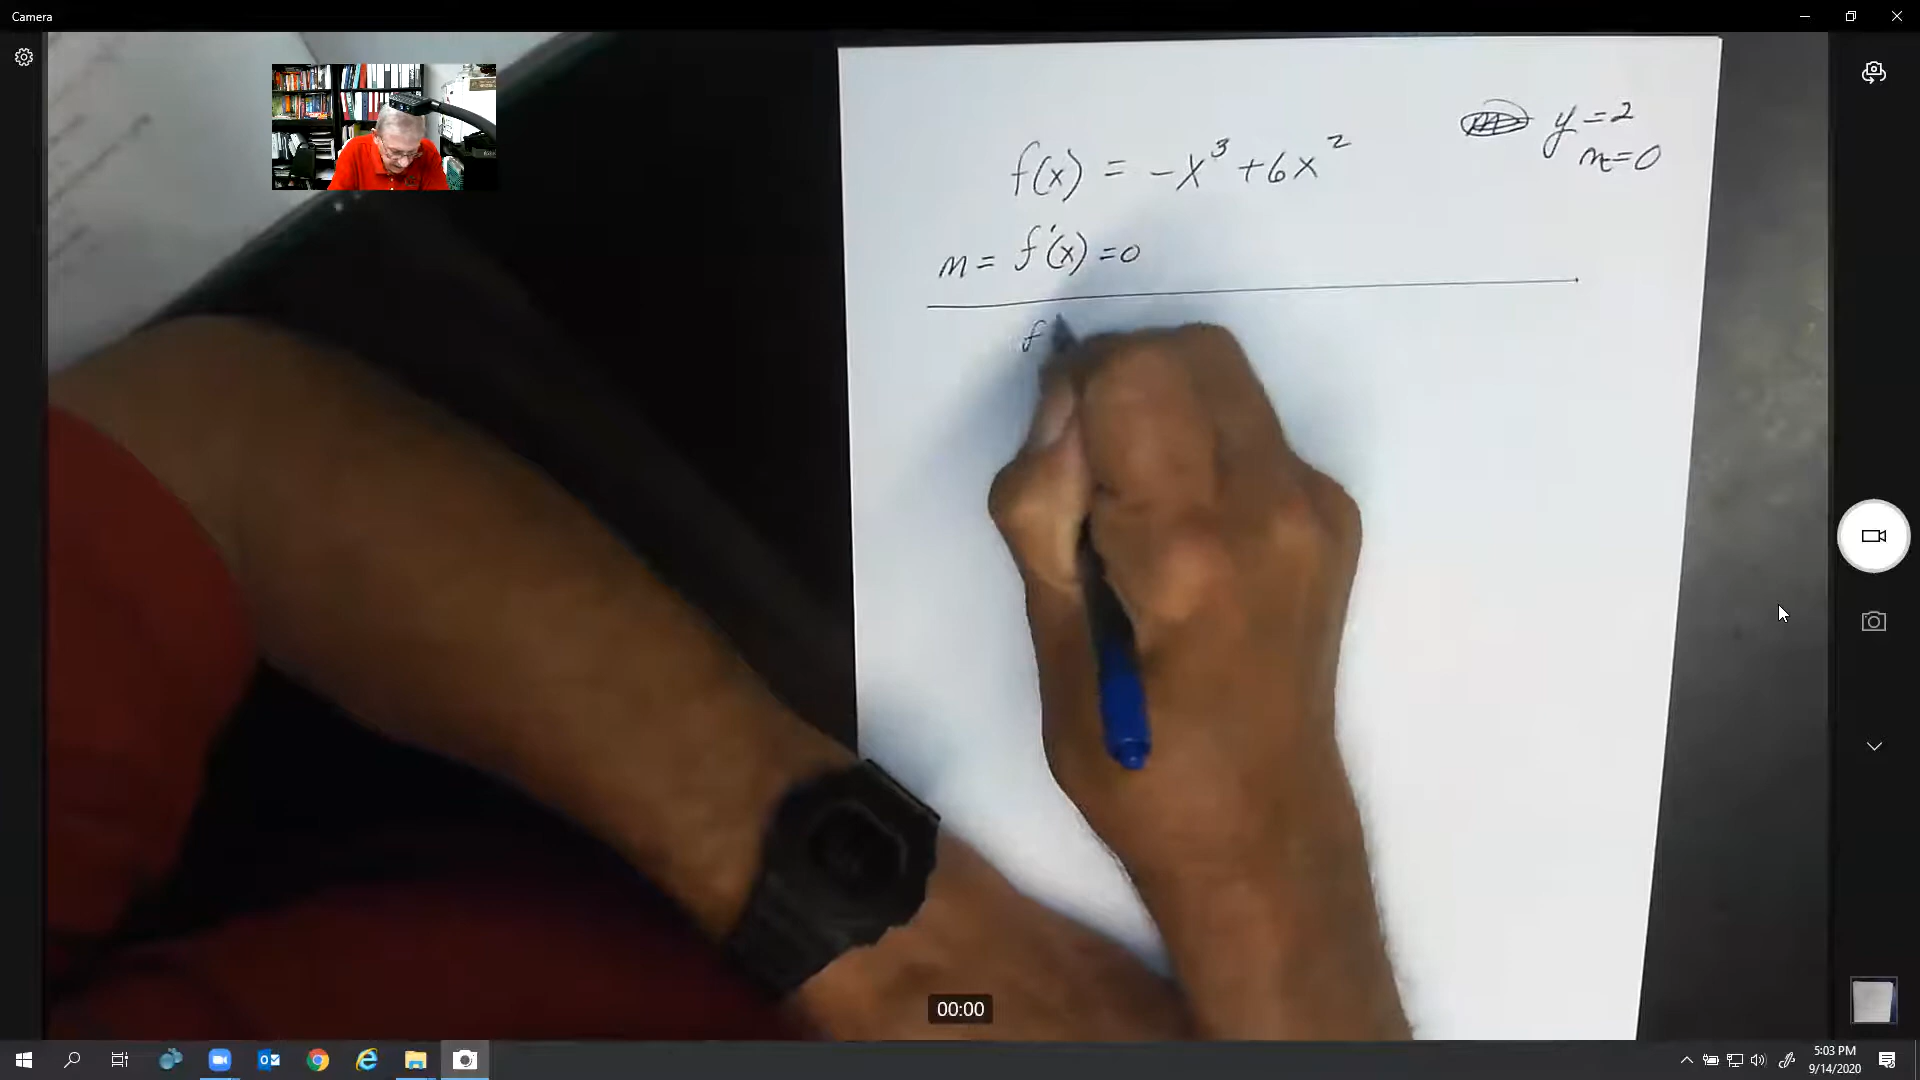 Camera
y = 2
m = 0
f(x) = -x³ + 6x²
m = f'(x) = 0
f
00:00
5:03 PM
9/14/2020